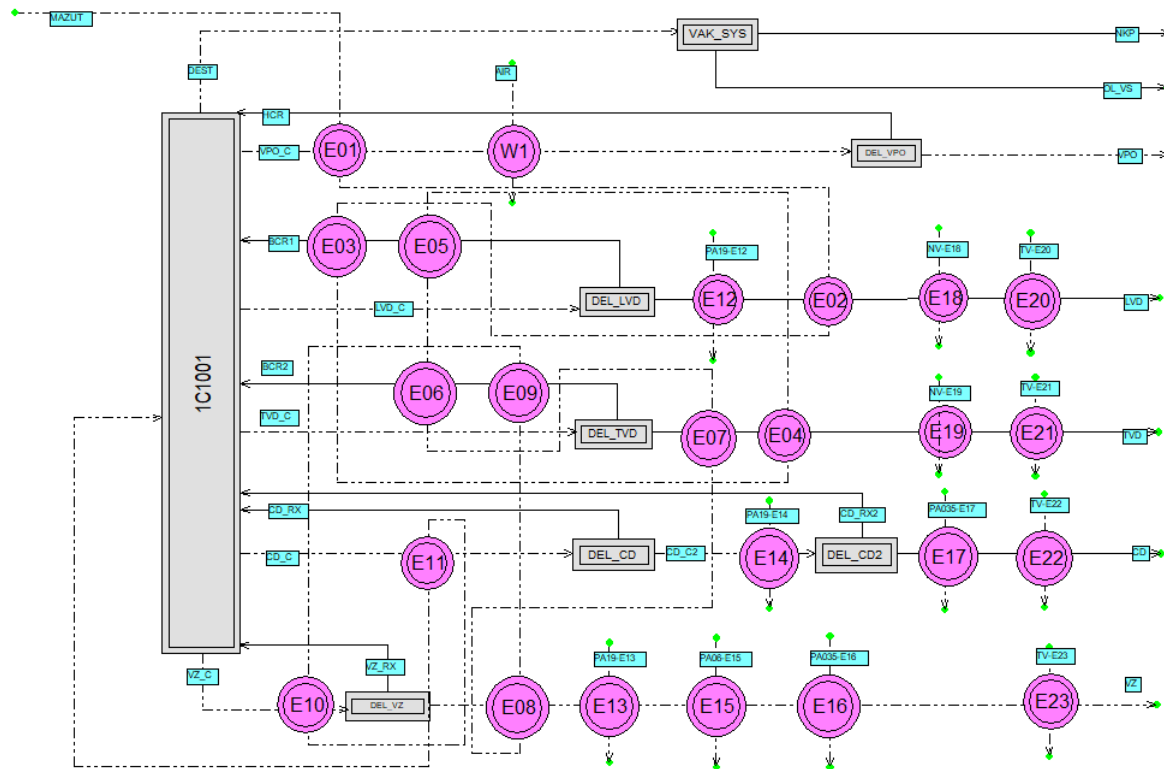 MAZUT
VAK_SYS
NKP
DEST
AIR
OL_VS
HCR
VPO_C
E01
W1
DEL_VPO
VPO
BCR1
E03
E05
PA19-E12
NV-E18
TV-E20
LVD_C
DEL_LVD
E12
E02
E18
E20
LVD
1C1001
BCR2
E06
E09
NV-E19
TV-E21
TVD_C
DEL_TVD
E07
E04
E19
E21
TVD
CD_RX
PA19-E14
CD_RX2
PA035-E17
TV-E22
CD_C
E11
DEL_CD
CD_C2
E14
DEL_CD2
E17
E22
CD
VZ_C
VZ_RX
PA19-E13
PA06-E15
PA035-E16
TV-E23
VZ
E10
DEL_VZ
E08
E13
E15
E16
E23